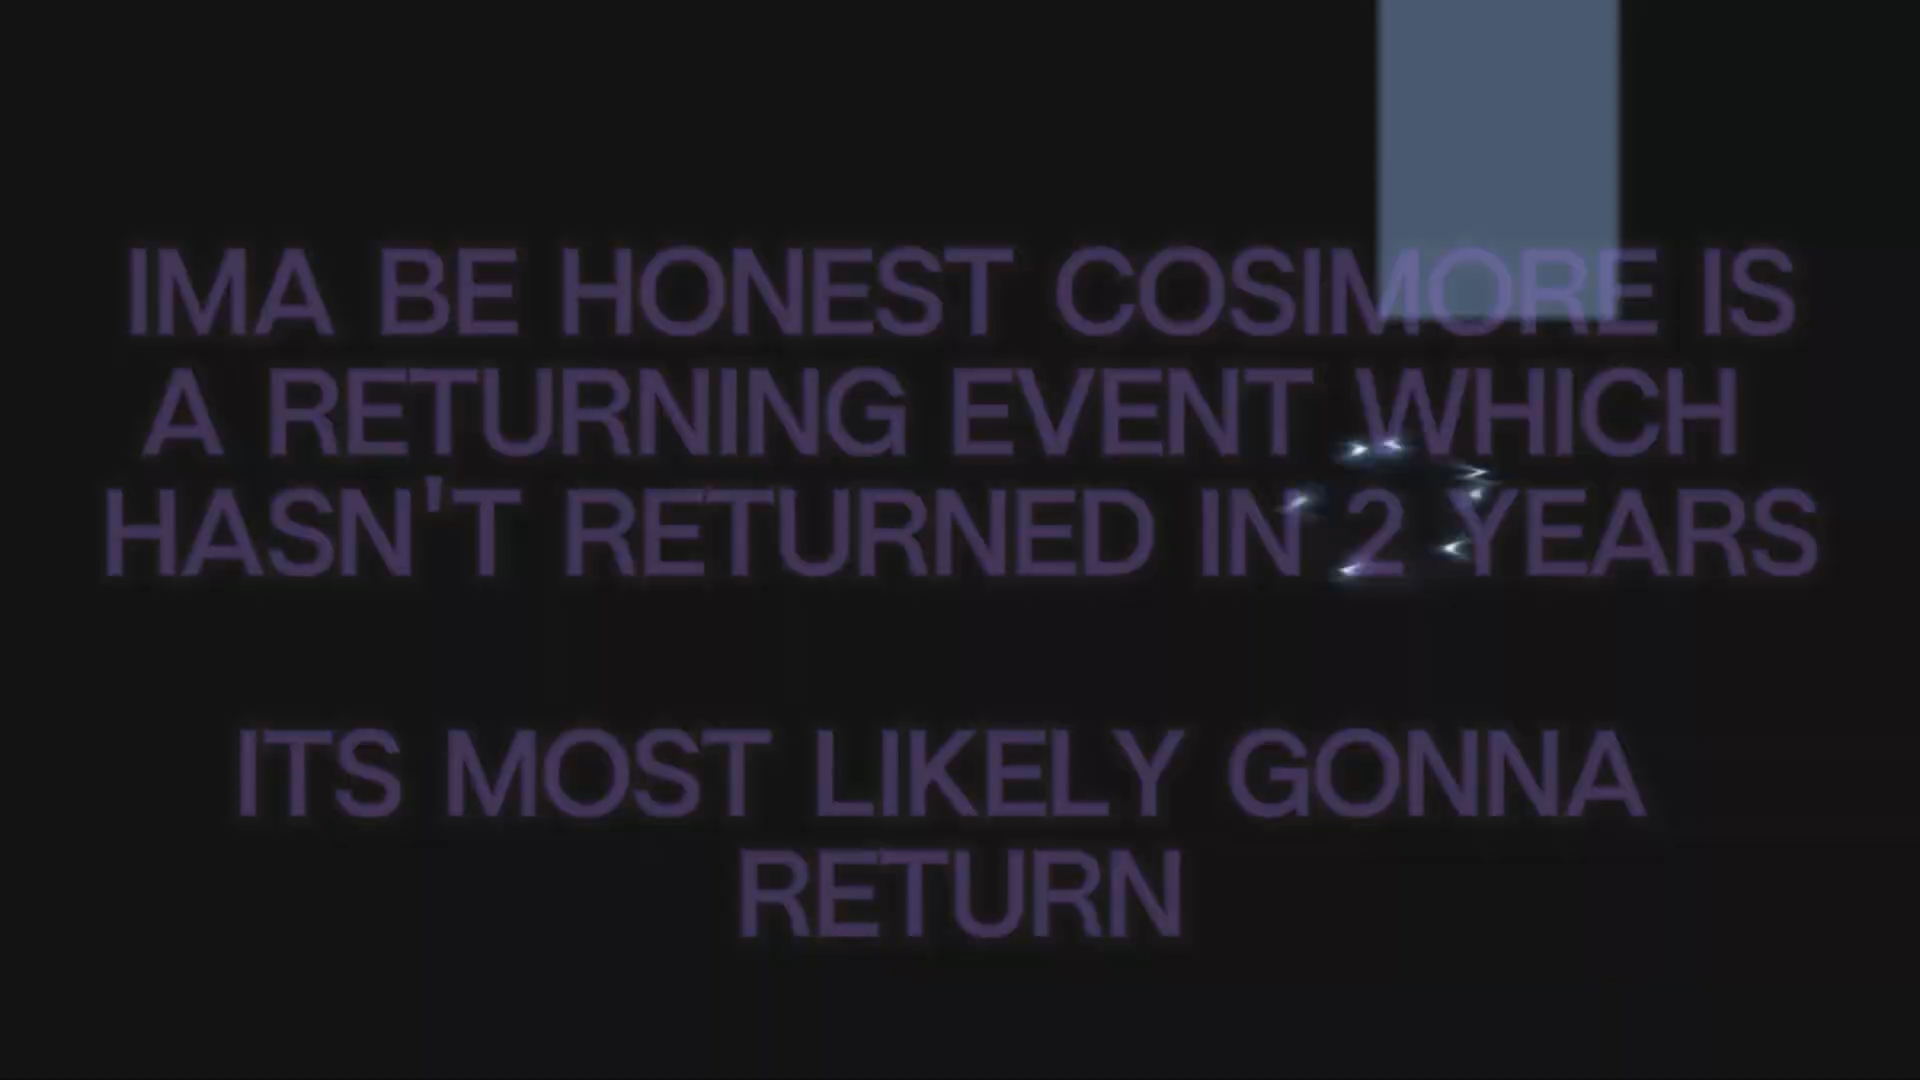 IMA BE HONEST COSIMORE IS
A RETURNING EVENT WHICH
HASN'T RETURNED IN 2 YEARS
ITS MOST LIKELY GONNA
RETURN